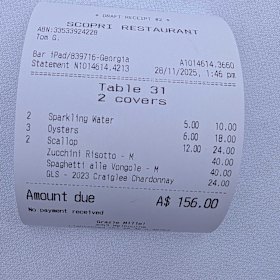 * DRAFT RECEIPT #2 *
SCOPRI RESTAURANT
ABN:33533924228
Tom G.
Bar iPad/839716-Georgia A1014614.3660
Statement N1014614.4213 28/11/2025, 1:46 pm
Table 31
2 covers
2 Sparkling Water 5.00 10.00
3 Oysters 6.00 18.00
2 Scallop 12.00 24.00
Zucchini Risotto - M 40.00
Spaghetti alle Vongole - M 40.00
GLS - 2023 Craiglee Chardonnay 24.00
Amount due A$ 156.00
No payment received
Grazie Mille!